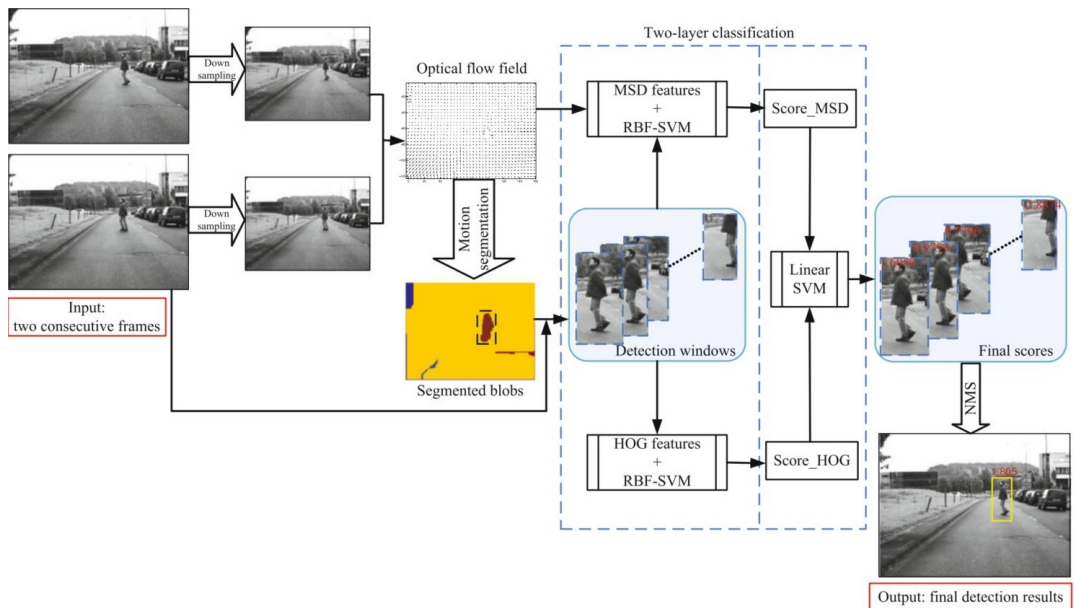 Down
sampling
Optical flow field
Two-layer classification
MSD features
+
RBF-SVM
Score_MSD
Down
sampling
Motion
segmentation
Linear
SVM
Input:
two consecutive frames
Detection windows
Final scores
Segmented blobs
NMS
HOG features
+
RBF-SVM
Score_HOG
1.865
Output: final detection results